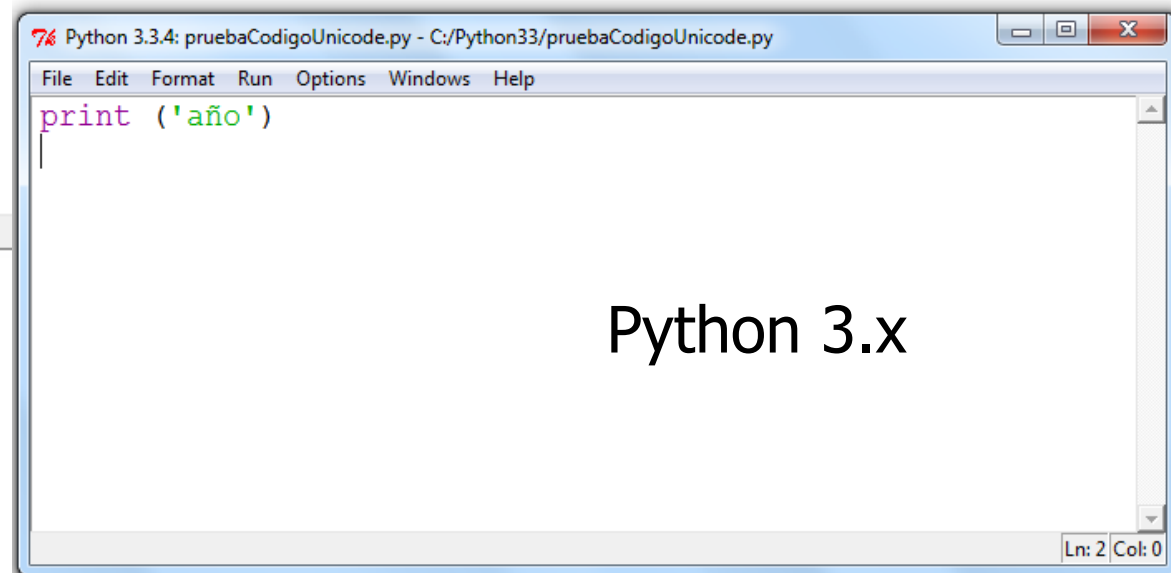 Python 3.3.4: pruebaCodigoUnicode.py - C:/Python33/pruebaCodigoUnicode.py
File Edit Format Run Options Windows Help
print ('año')
Python 3.x
Ln: 2 Col: 0